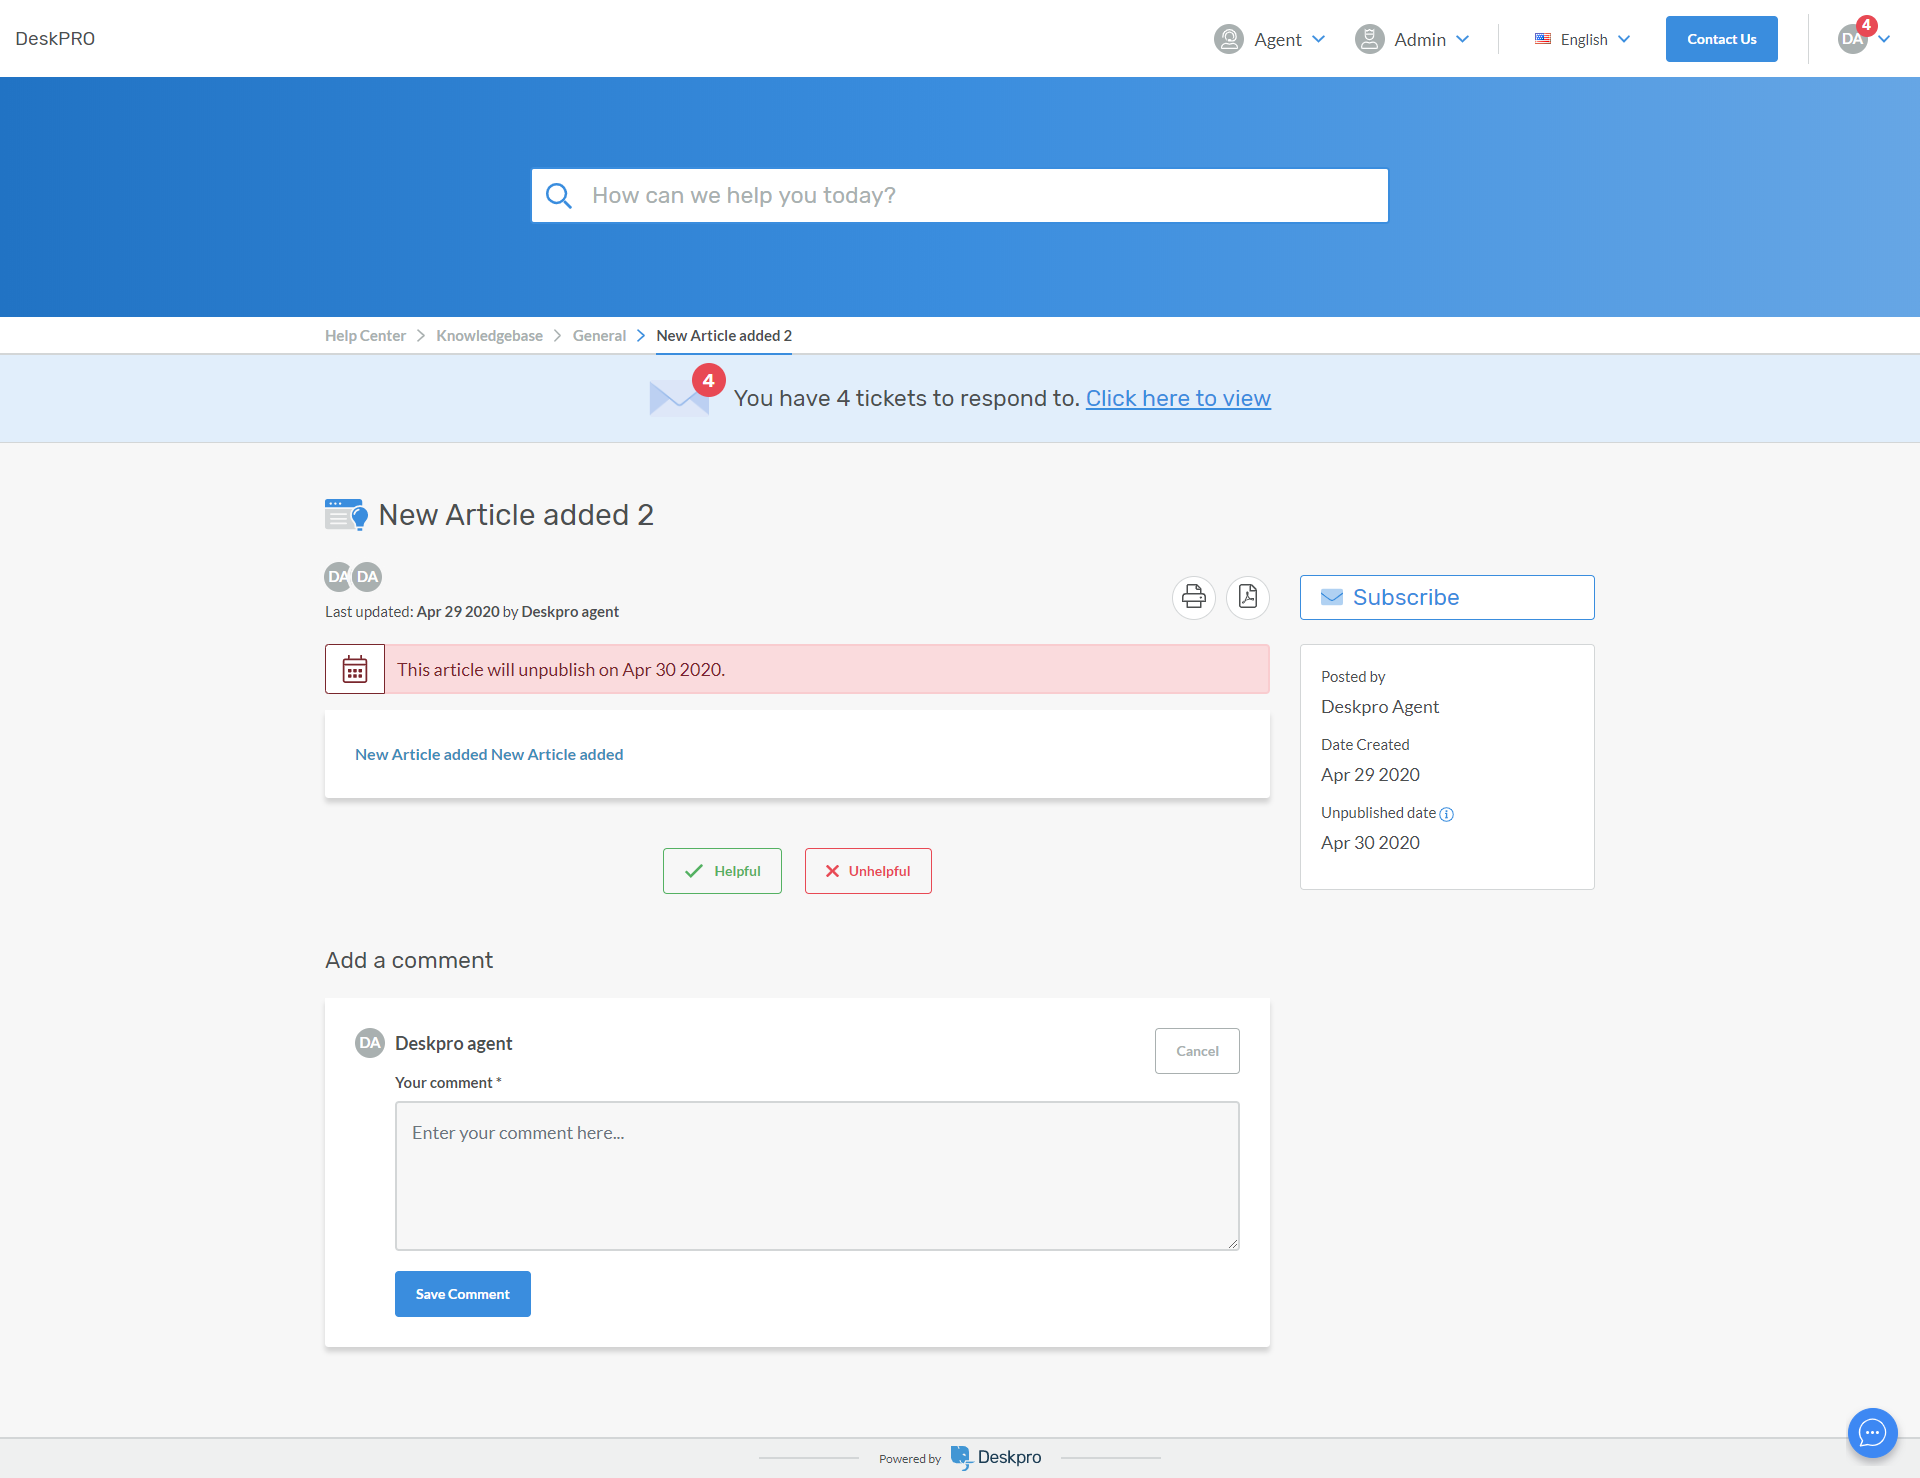 DeskPRO
Agent
Admin
English
Contact Us
DA
4
How can we help you today?
Help Center
Knowledgebase
General
New Article added 2
4
You have 4 tickets to respond to. Click here to view
New Article added 2
DA
DA
Last updated: Apr 29 2020 by Deskpro agent
Subscribe
This article will unpublish on Apr 30 2020.
New Article added New Article added
Posted by
Deskpro Agent
Date Created
Apr 29 2020
Unpublished date
Apr 30 2020
Helpful
Unhelpful
Add a comment
DA
Deskpro agent
Cancel
Your comment *
Enter your comment here...
Save Comment
Powered by
Deskpro